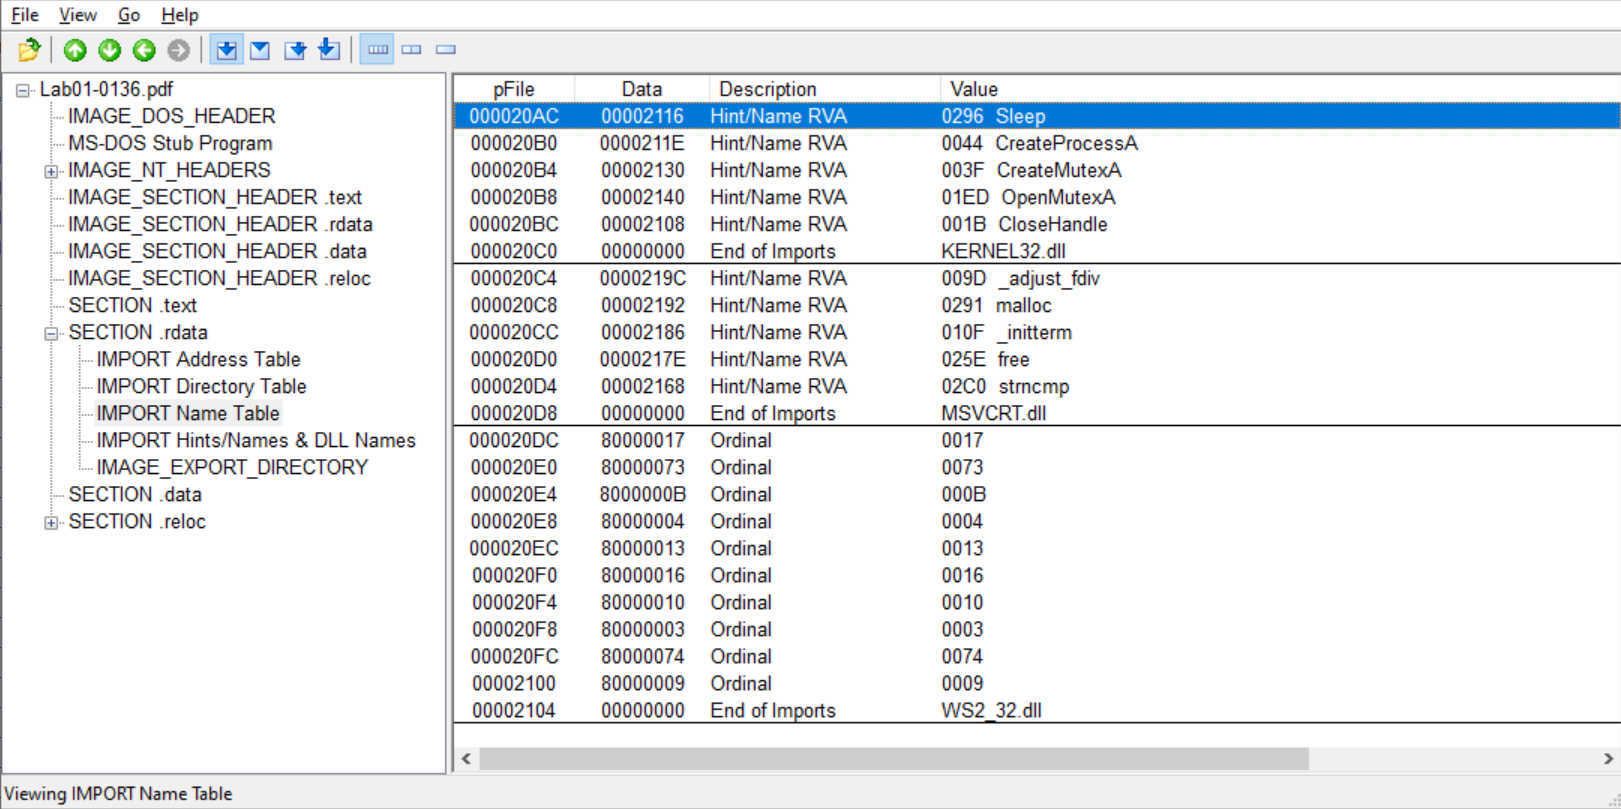 File View Go Help
Lab01-0136.pdf
IMAGE_DOS_HEADER
MS-DOS Stub Program
IMAGE_NT_HEADERS
IMAGE_SECTION_HEADER .text
IMAGE_SECTION_HEADER .rdata
IMAGE_SECTION_HEADER .data
IMAGE_SECTION_HEADER .reloc
SECTION .text
SECTION .rdata
IMPORT Address Table
IMPORT Directory Table
IMPORT Name Table
IMPORT Hints/Names & DLL Names
IMAGE_EXPORT_DIRECTORY
SECTION .data
SECTION .reloc
pFile Data Description Value
000020AC 00002116 Hint/Name RVA 0296 Sleep
000020B0 0000211E Hint/Name RVA 0044 CreateProcessA
000020B4 00002130 Hint/Name RVA 003F CreateMutexA
000020B8 00002140 Hint/Name RVA 01ED OpenMutexA
000020BC 00002108 Hint/Name RVA 001B CloseHandle
000020C0 00000000 End of Imports KERNEL32.dll
000020C4 0000219C Hint/Name RVA 009D _adjust_fdiv
000020C8 00002192 Hint/Name RVA 0291 malloc
000020CC 00002186 Hint/Name RVA 010F _initterm
000020D0 0000217E Hint/Name RVA 025E free
000020D4 00002168 Hint/Name RVA 02C0 strncmp
000020D8 00000000 End of Imports MSVCRT.dll
000020DC 80000017 Ordinal 0017
000020E0 80000073 Ordinal 0073
000020E4 8000000B Ordinal 000B
000020E8 80000004 Ordinal 0004
000020EC 80000013 Ordinal 0013
000020F0 80000016 Ordinal 0016
000020F4 80000010 Ordinal 0010
000020F8 80000003 Ordinal 0003
000020FC 80000074 Ordinal 0074
00002100 80000009 Ordinal 0009
00002104 00000000 End of Imports WS2_32.dll
Viewing IMPORT Name Table